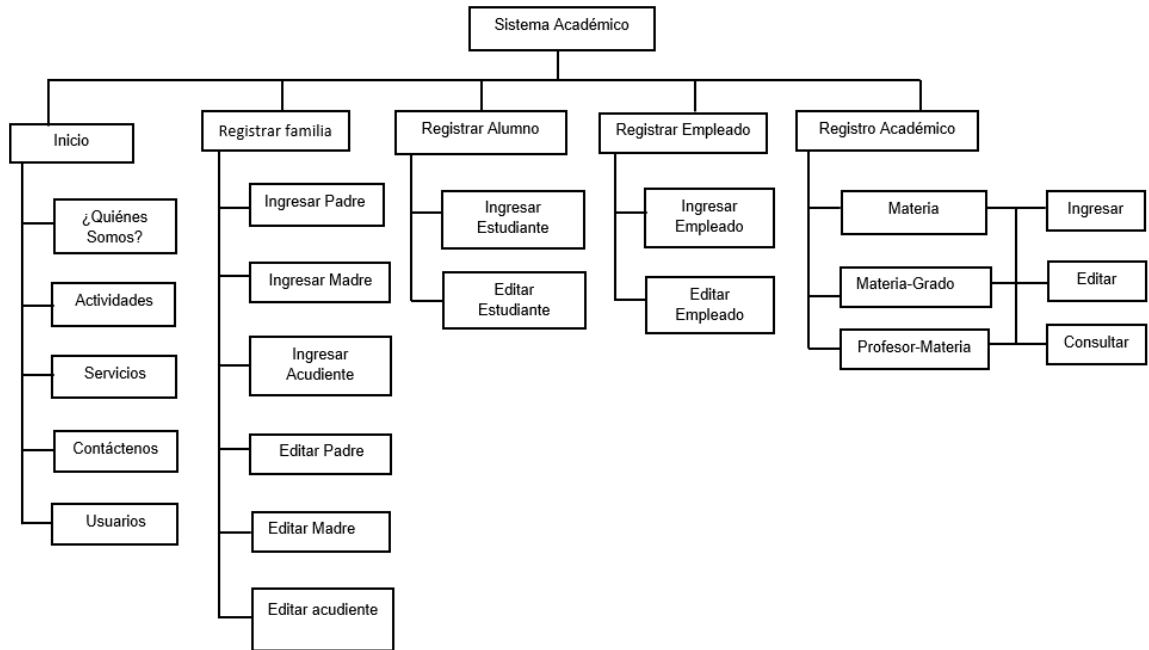 Sistema Académico
Inicio
Registrar familia
Registrar Alumno
Registrar Empleado
Registro Académico
¿Quiénes
Somos?
Actividades
Servicios
Contáctenos
Usuarios
Ingresar Padre
Ingresar Madre
Ingresar
Acudiente
Editar Padre
Editar Madre
Editar acudiente
Ingresar
Estudiante
Editar
Estudiante
Ingresar
Empleado
Editar
Empleado
Materia
Materia-Grado
Profesor-Materia
Ingresar
Editar
Consultar